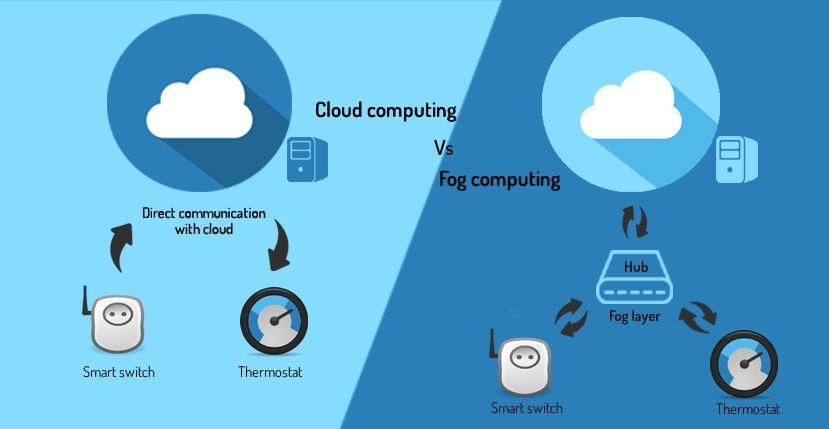 Cloud computing
Vs
Fog computing
Direct communication
with cloud
Smart switch
Thermostat
Hub
Fog layer
Smart switch
Thermostat